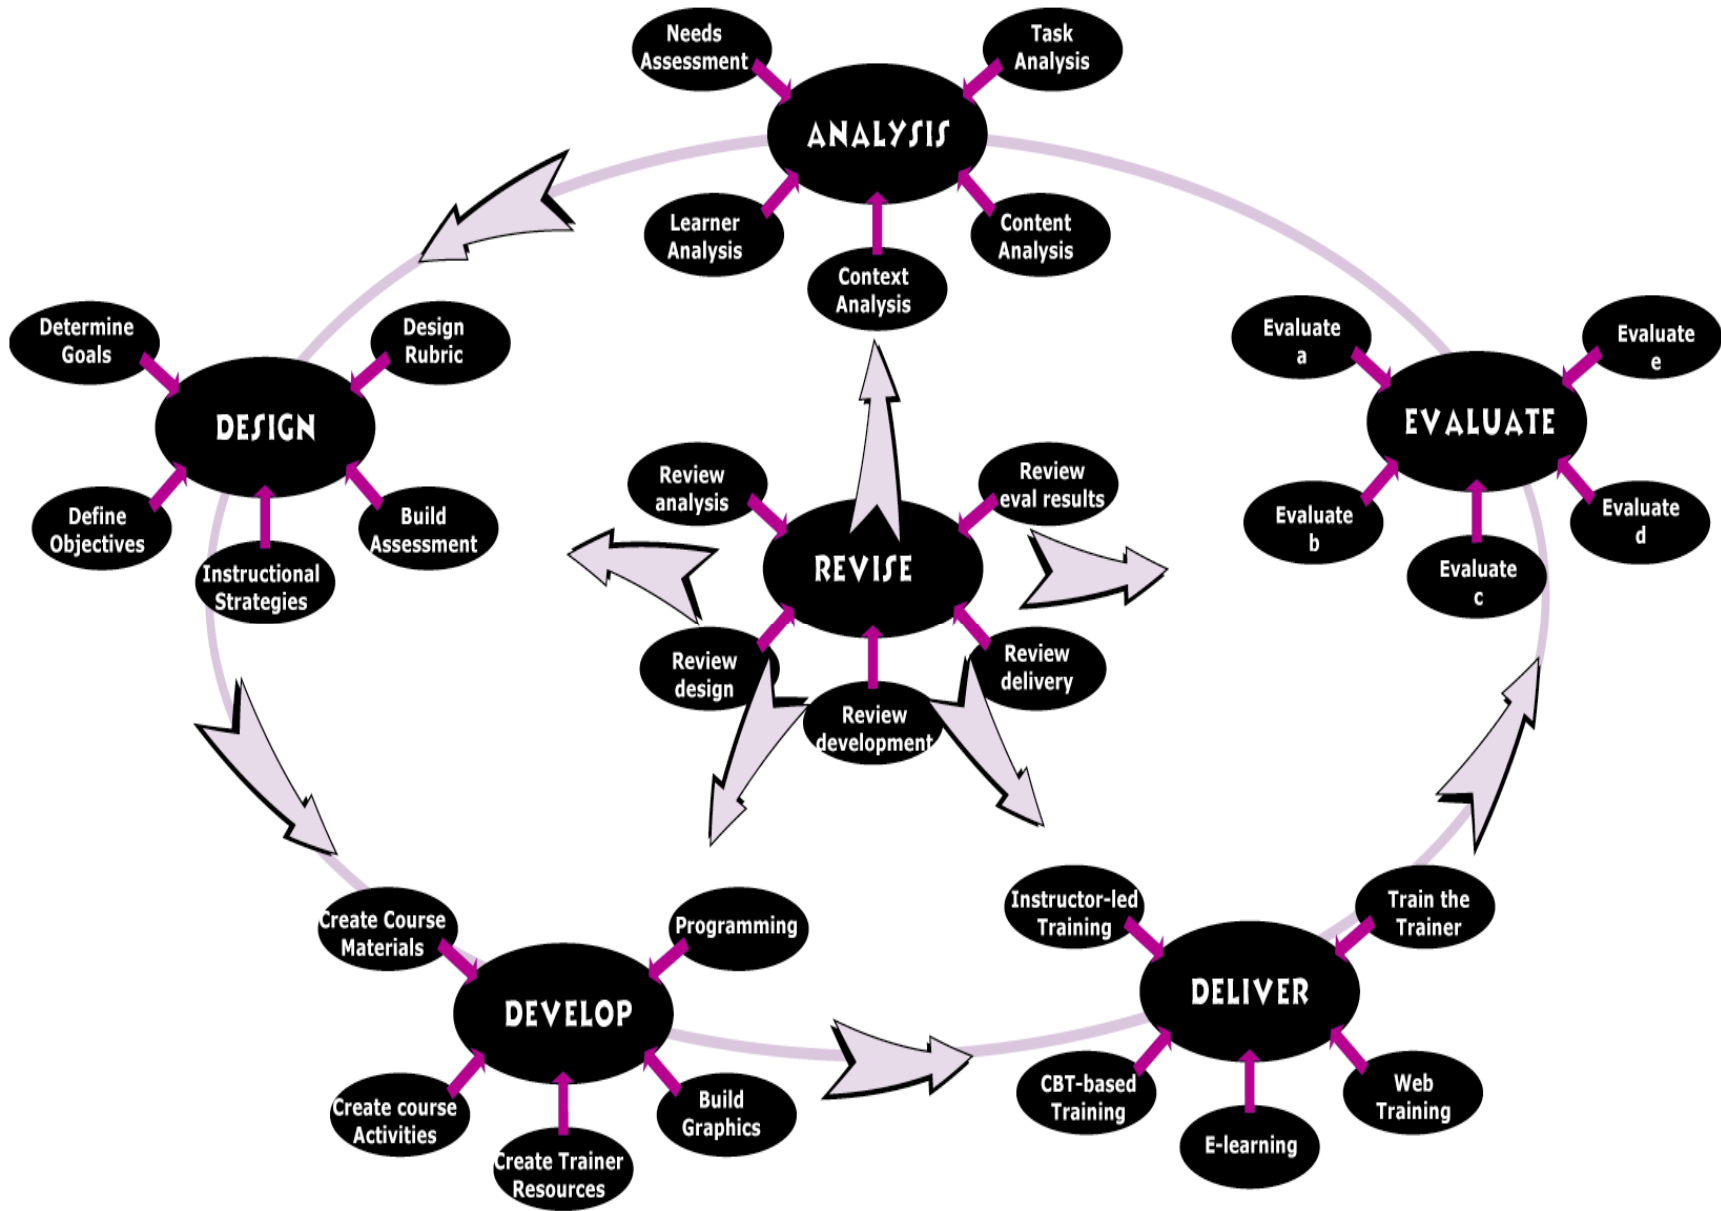 Needs
Assessment
Task
Analysis
ANALYSIS
Learner
Analysis
Content
Analysis
Context
Analysis
Determine
Goals
Design
Rubric
DESIGN
Define
Objectives
Build
Assessment
Instructional
Strategies
Review
analysis
Review
eval results
REVISE
Review
design
Review
delivery
Review
development
Evaluate
a
Evaluate
e
EVALUATE
Evaluate
b
Evaluate
d
Evaluate
c
Create Course
Materials
Programming
DEVELOP
Create course
Activities
Build
Graphics
Create Trainer
Resources
Instructor-led
Training
Train the
Trainer
DELIVER
CBT-based
Training
Web
Training
E-learning